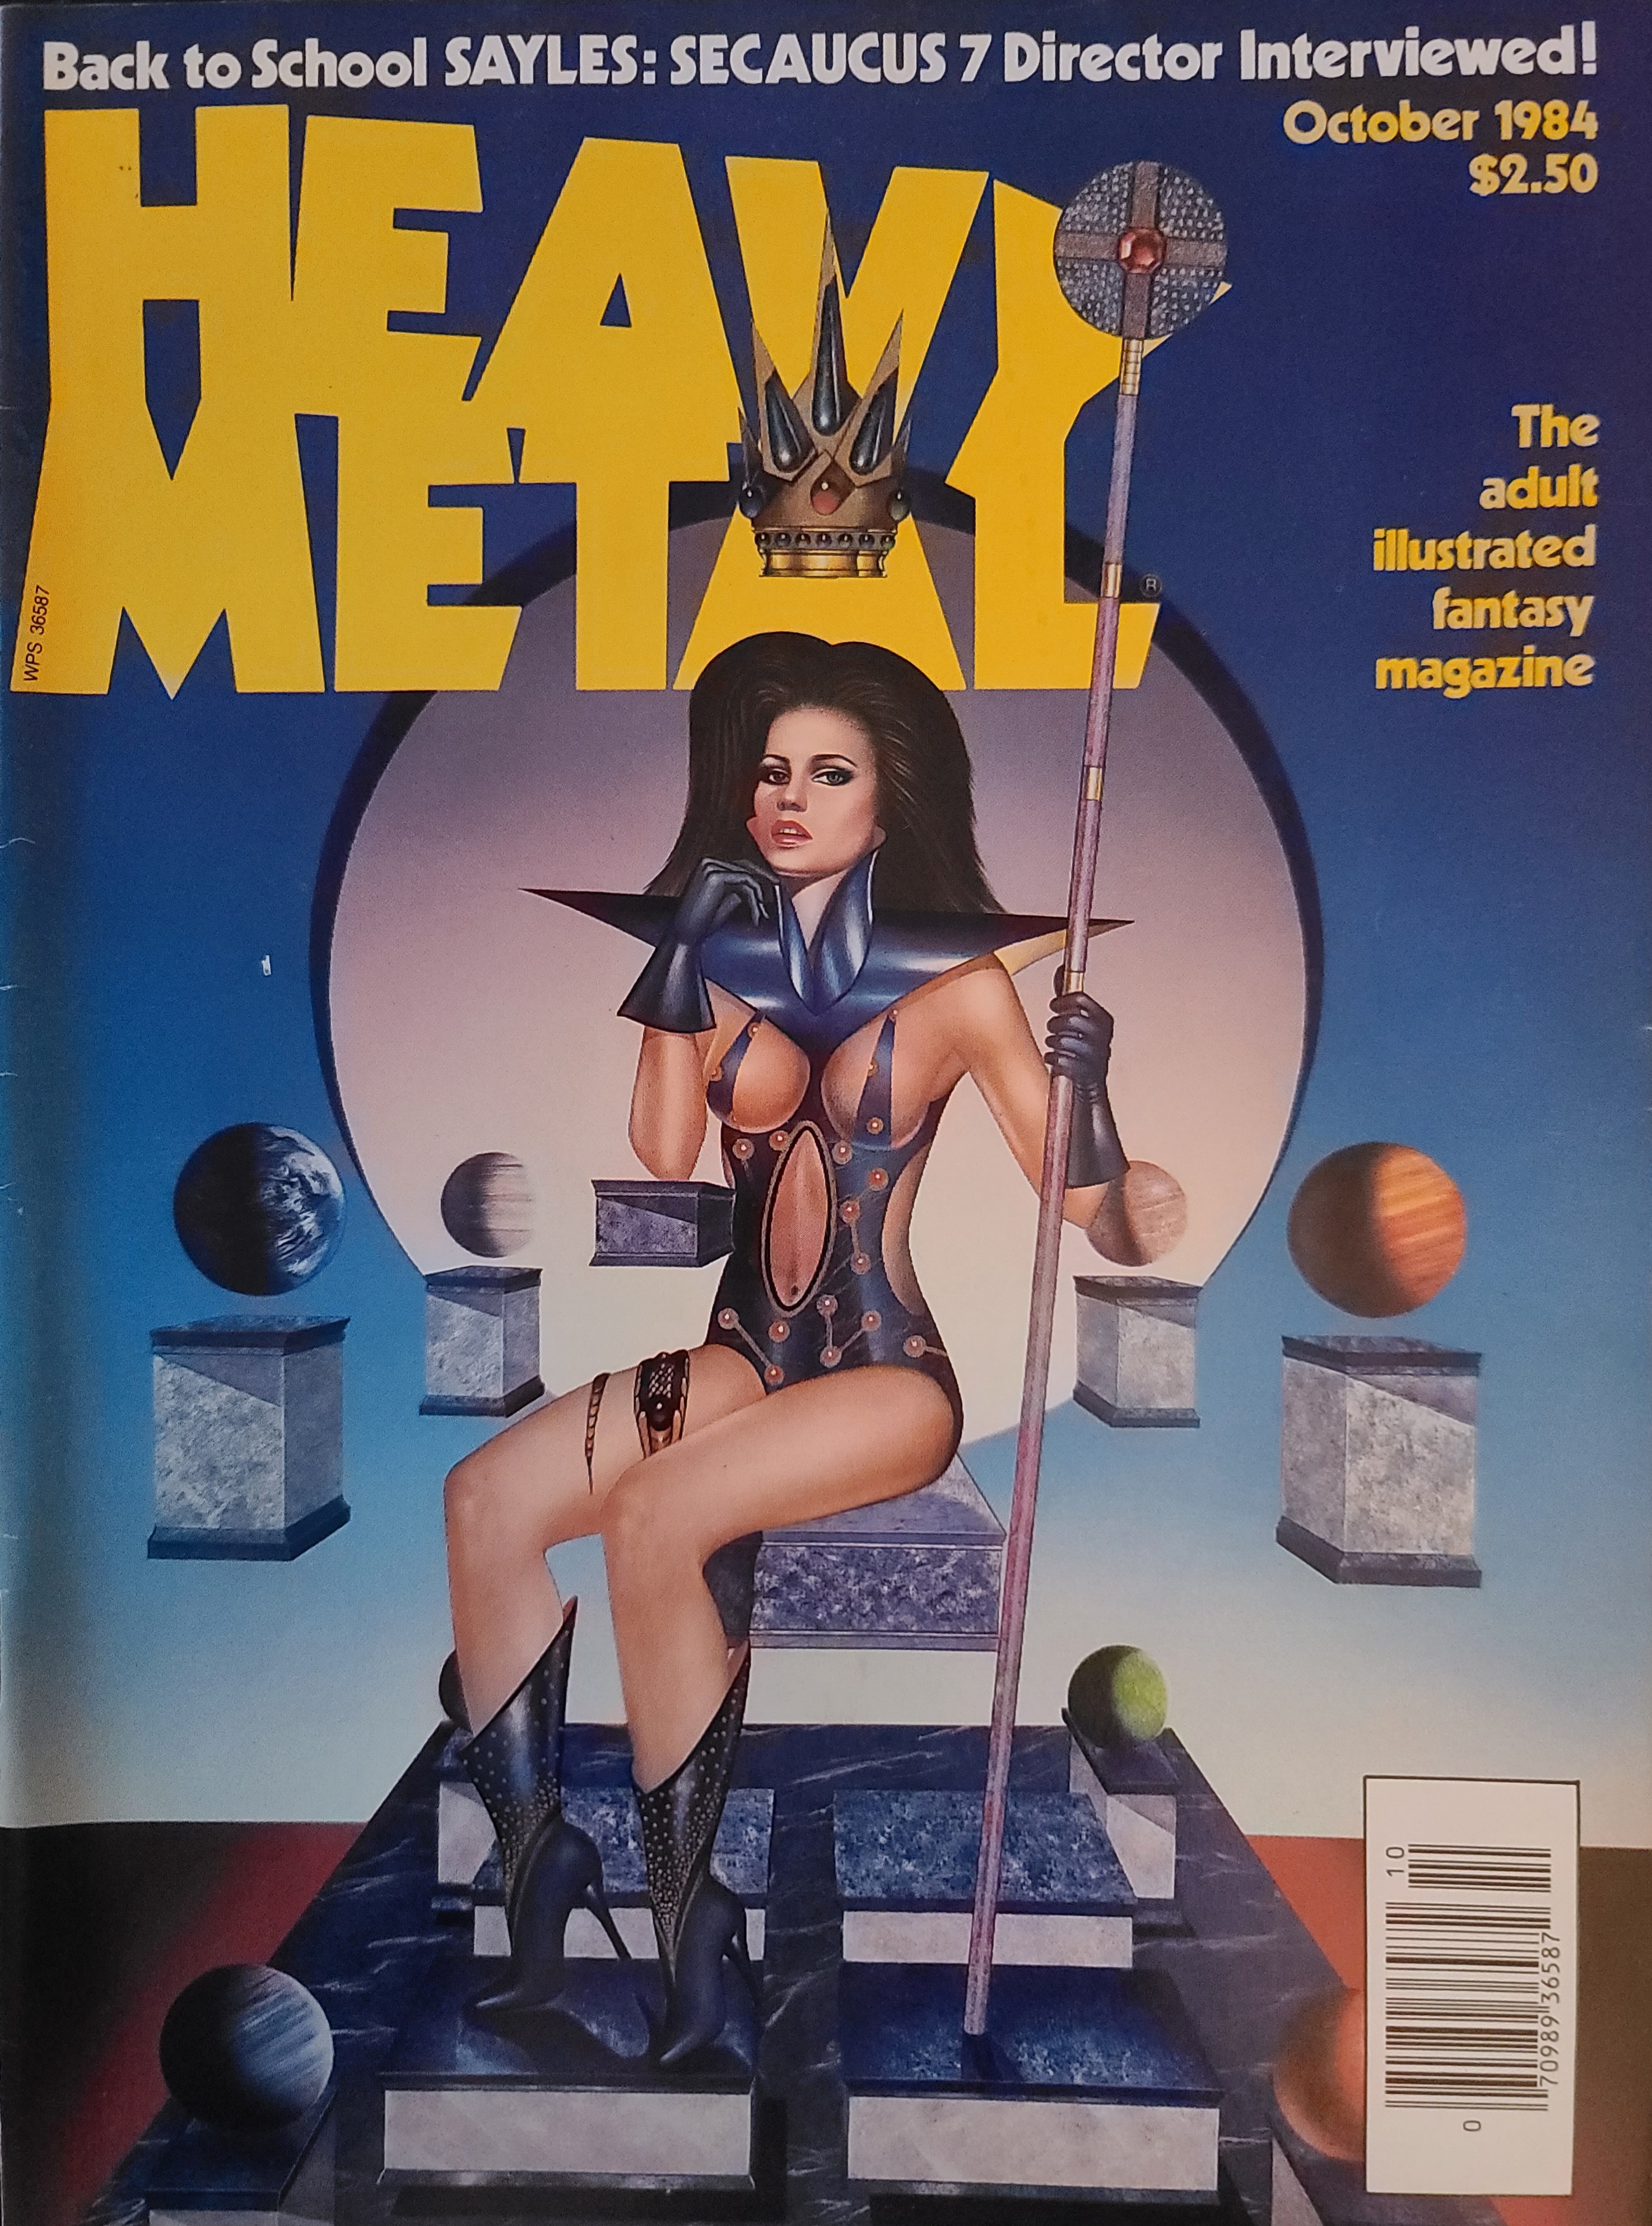 Back to School SAYLES: SECAUCUS 7 Director Interviewed!
October 1984
$2.50
HEAVY
METAL
®
The
adult
illustrated
fantasy
magazine
WPS 36587
10
0
70989 36587